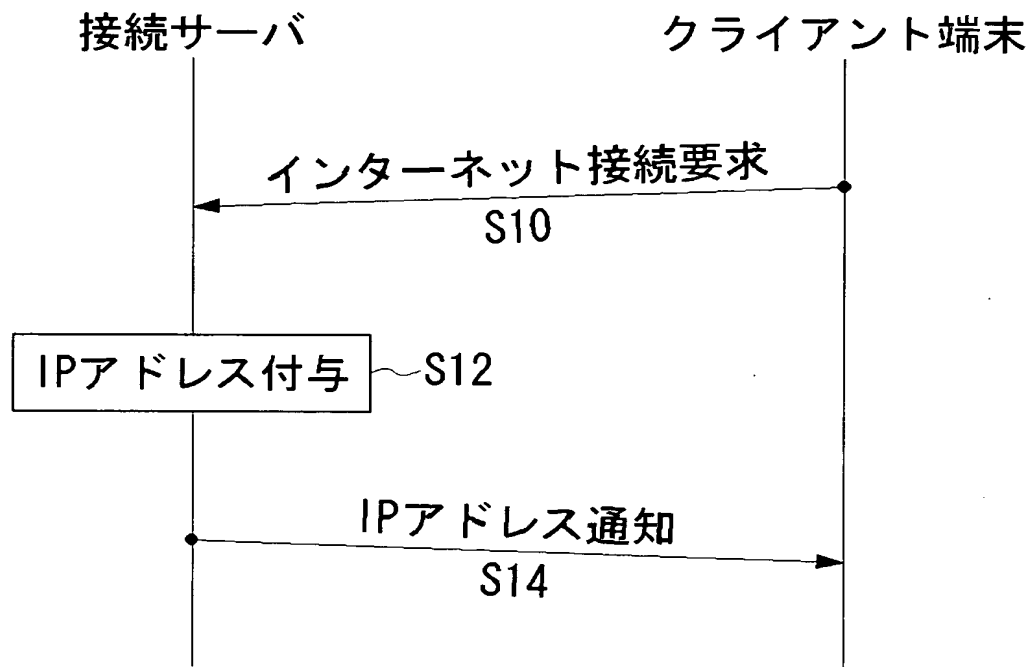 接続サーバ
クライアント端末
インターネット接続要求
S10
IPアドレス付与
S12
IPアドレス通知
S14